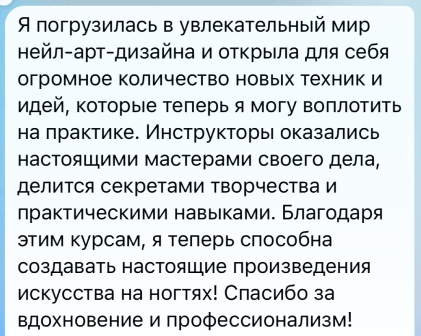 Я погрузилась в увлекательный мир
нейл-арт-дизайна и открыла для себя
огромное количество новых техник и
идей, которые теперь я могу воплотить
на практике. Инструкторы оказались
настоящими мастерами своего дела,
делится секретами творчества и
практическими навыками. Благодаря
этим курсам, я теперь способна
создавать настоящие произведения
искусства на ногтях! Спасибо за
вдохновение и профессионализм!